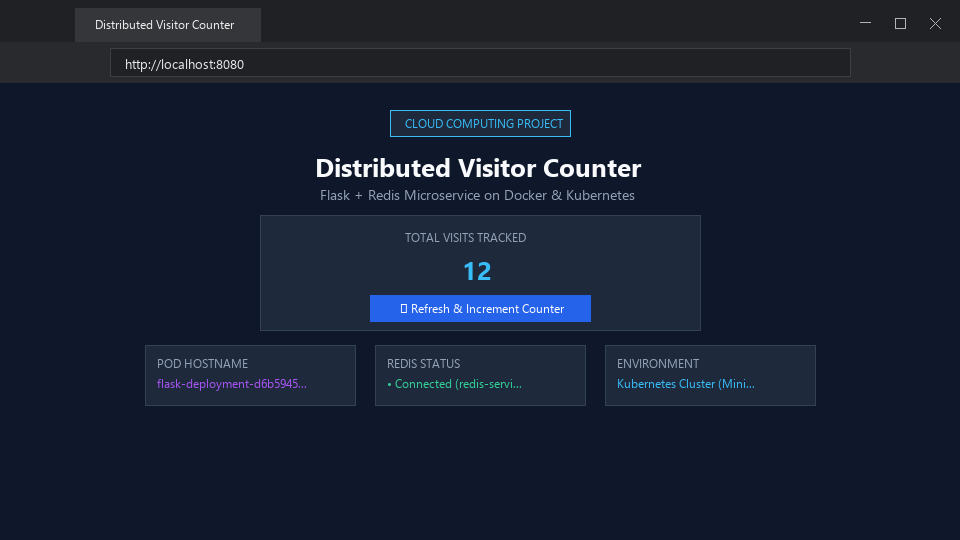 Distributed Visitor Counter
http://localhost:8080
CLOUD COMPUTING PROJECT
Distributed Visitor Counter
Flask + Redis Microservice on Docker & Kubernetes
TOTAL VISITS TRACKED
12
Refresh & Increment Counter
POD HOSTNAME
flask-deployment-d6b5945...
REDIS STATUS
• Connected (redis-servi...
ENVIRONMENT
Kubernetes Cluster (Mini...